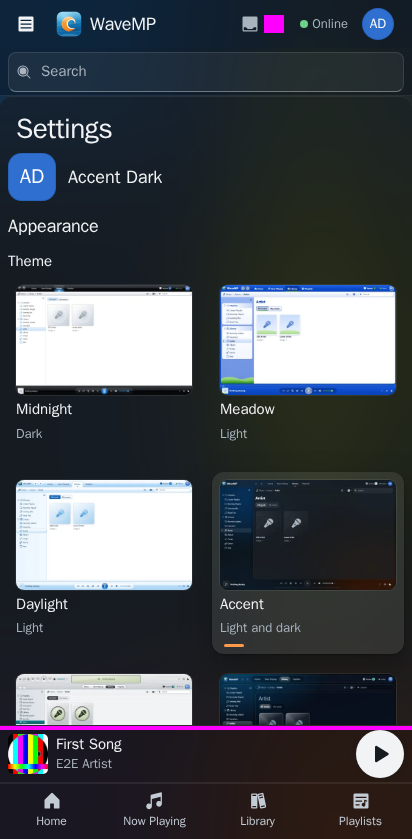 WaveMP
Online
AD
Search
Settings
AD
Accent Dark
Appearance
Theme
Midnight
Dark
Meadow
Light
Daylight
Light
Accent
Light and dark
First Song
E2E Artist
Home
Now Playing
Library
Playlists